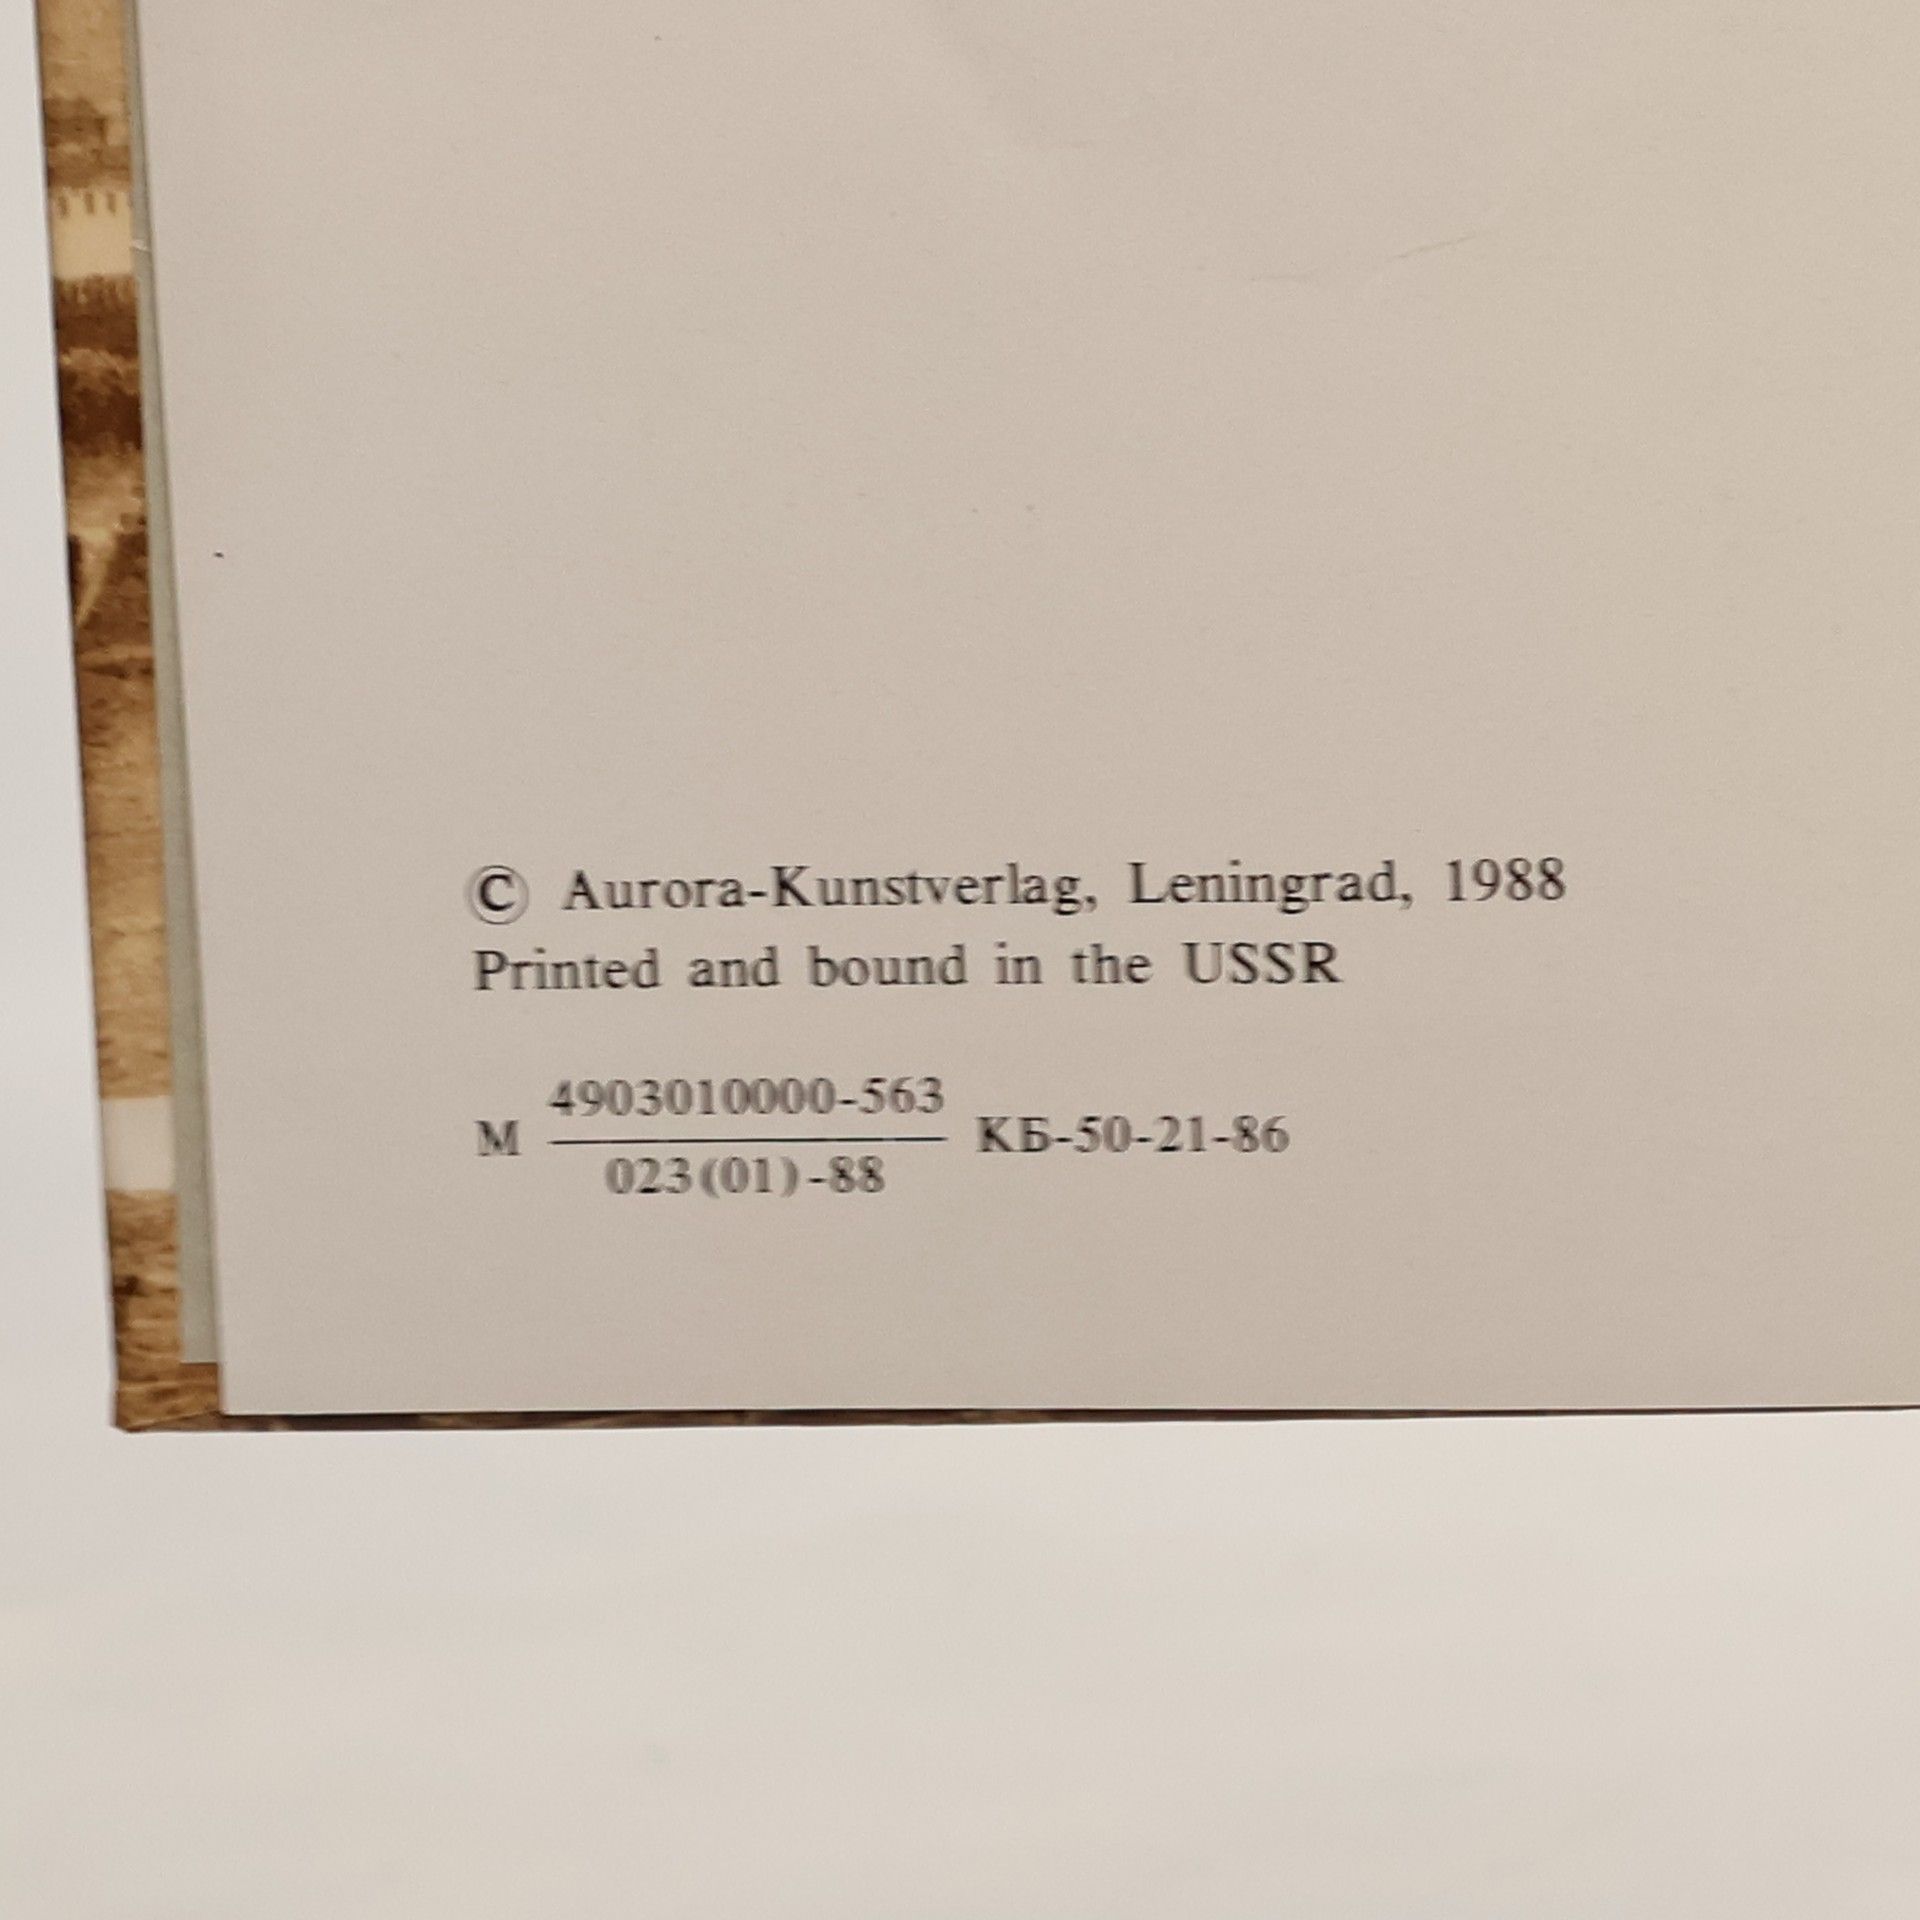 © Aurora-Kunstverlag, Leningrad, 1988
Printed and bound in the USSR
М 4903010000-563 КБ-50-21-86
023(01)-88